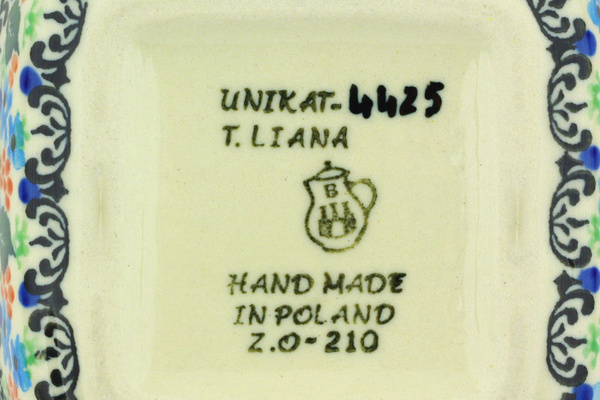 UNIKAT-4425
T. LIANA
B
HAND MADE
IN POLAND
Z.O-210